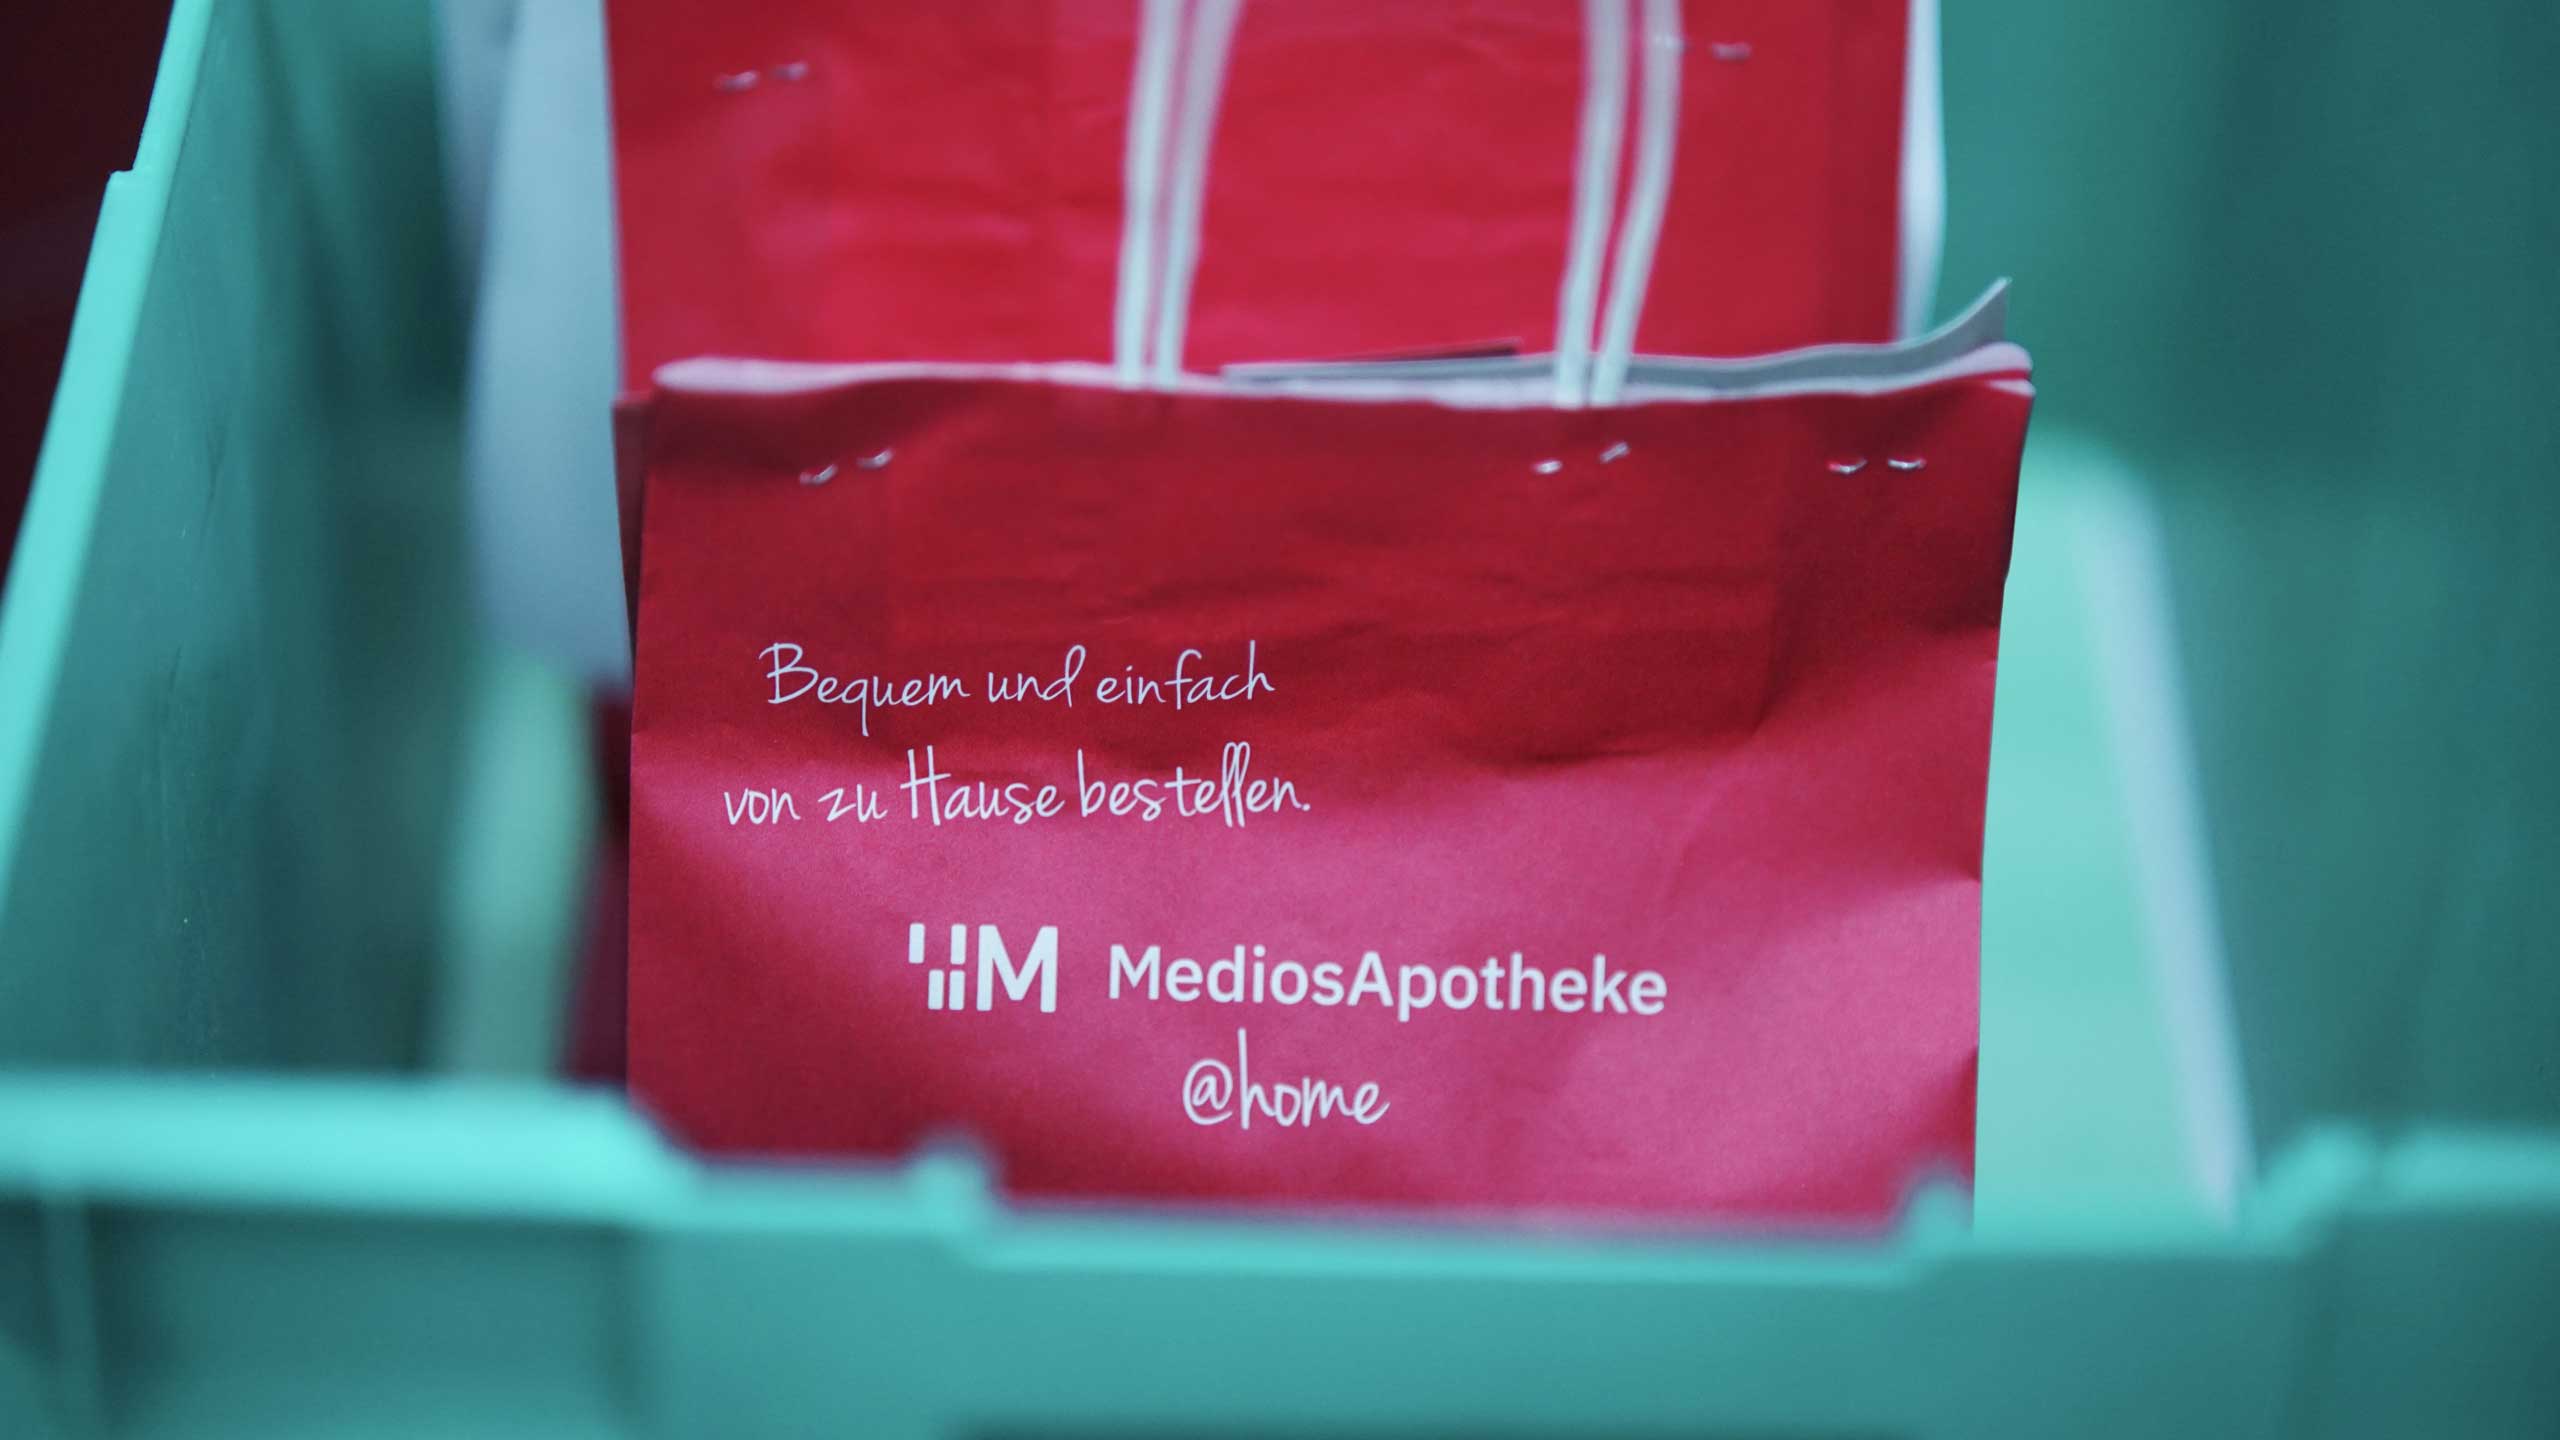 Bequem und einfach
von zu Hause bestellen.
M MediosApotheke
@home